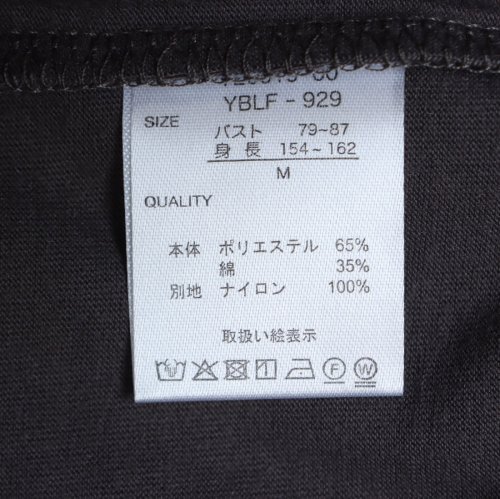 YBLF - 929
SIZE
バスト 79~87
身長 154~162
M
QUALITY
本体 ポリエステル 65%
綿 35%
別地 ナイロン 100%
取扱い絵表示
F W